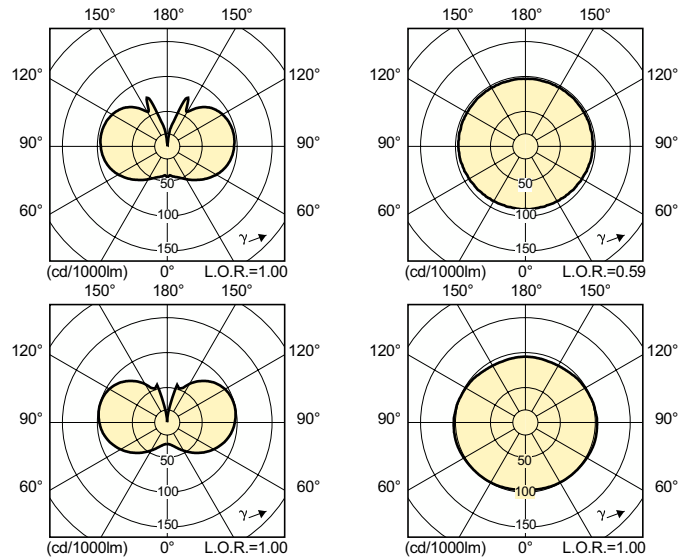 150° 180° 150° 150° 180° 150°
120° 120° 120° 120°
90° 90° 90° 90°
60° 50 60° 60° 50 60°
100 γ 100 γ
150 150
(cd/1000lm) 0° L.O.R.=1.00 (cd/1000lm) 0° L.O.R.=0.59
150° 180° 150° 150° 180° 150°
120° 120° 120° 120°
90° 90° 90° 90°
50 50
60° 100 60° 60° 100 60°
γ γ
150 150
(cd/1000lm) 0° L.O.R.=1.00 (cd/1000lm) 0° L.O.R.=1.00